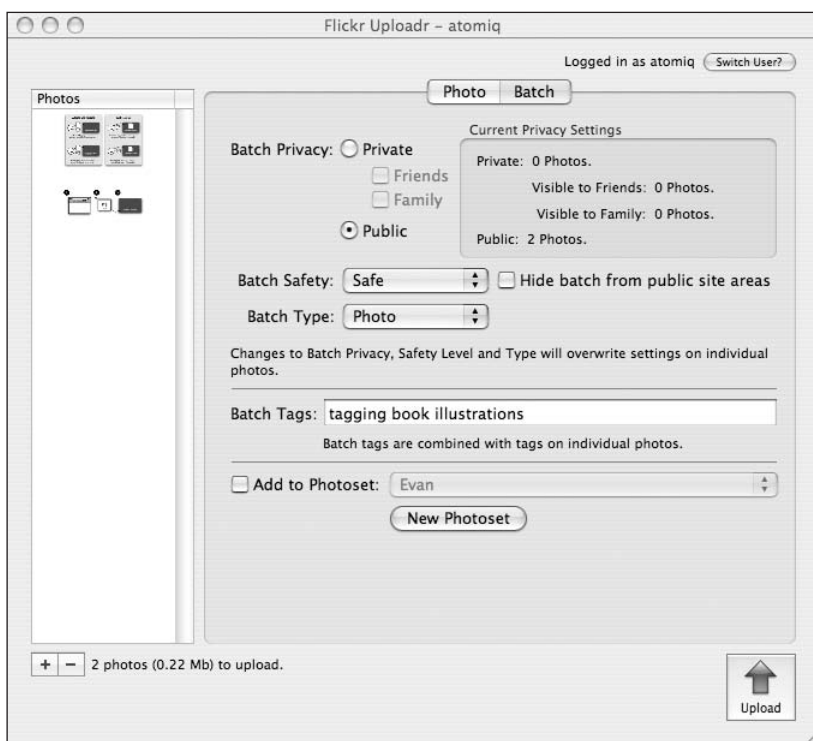 Flickr Uploadr – atomiq
Logged in as atomiq
Switch User?
Photos
Photo
Batch
Batch Privacy:
Private
Friends
Family
Public
Current Privacy Settings
Private: 0 Photos.
Visible to Friends: 0 Photos.
Visible to Family: 0 Photos.
Public: 2 Photos.
Batch Safety: Safe
Hide batch from public site areas
Batch Type: Photo
Changes to Batch Privacy, Safety Level and Type will overwrite settings on individual
photos.
Batch Tags: tagging book illustrations
Batch tags are combined with tags on individual photos.
Add to Photoset: Evan
New Photoset
+ − 2 photos (0.22 Mb) to upload.
Upload